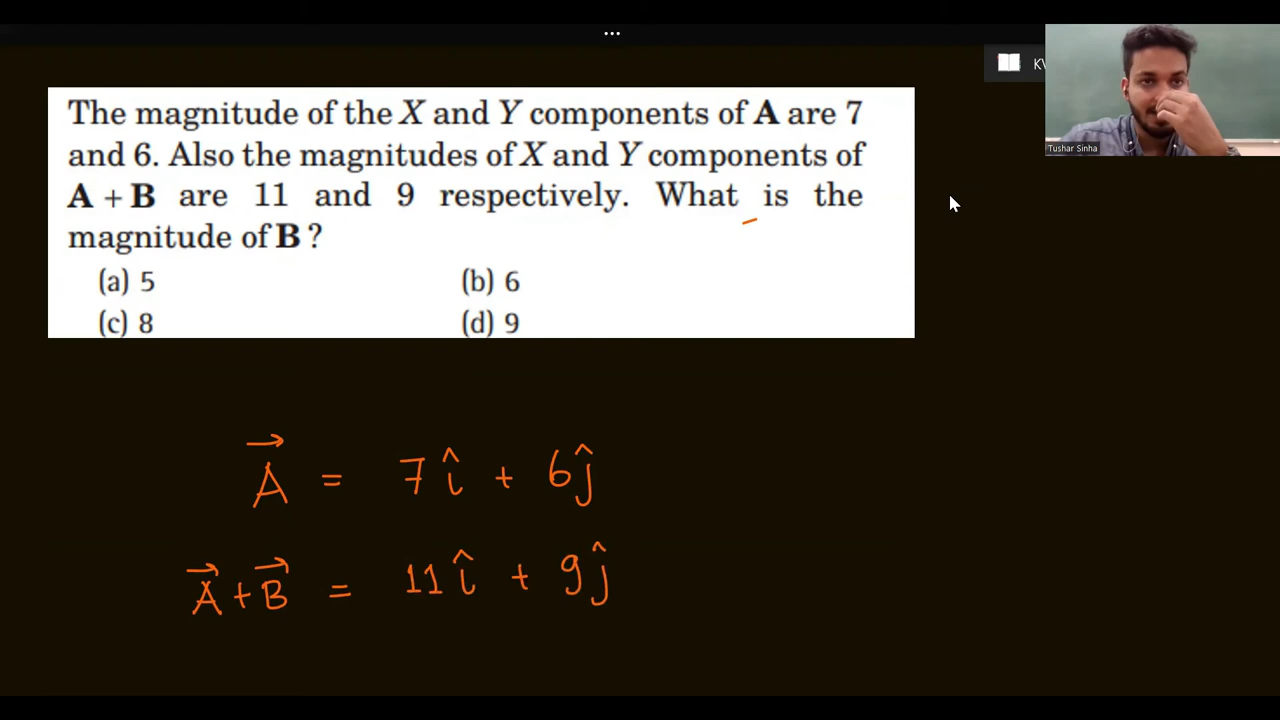 ...
KV
Tushar Sinha
The magnitude of the X and Y components of A are 7
and 6. Also the magnitudes of X and Y components of
A + B are 11 and 9 respectively. What is the
magnitude of B ?
(a) 5 (b) 6
(c) 8 (d) 9
A⃗ = 7î + 6ĵ
A⃗+B⃗ = 11î + 9ĵ